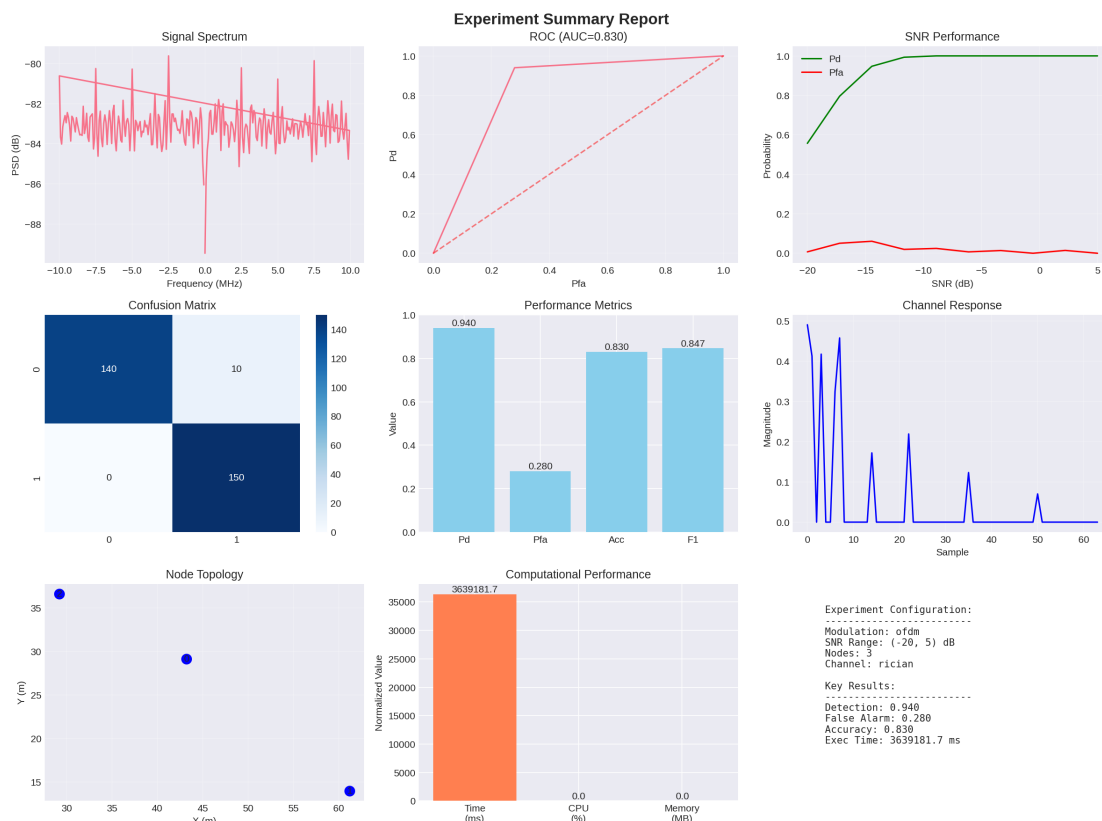 Experiment Summary Report
Signal Spectrum
−80
−82
−84
−86
−88
PSD (dB)
−10.0 −7.5 −5.0 −2.5 0.0 2.5 5.0 7.5 10.0
Frequency (MHz)
ROC (AUC=0.830)
1.0
0.8
0.6
0.4
0.2
0.0
Pd
0.0 0.2 0.4 0.6 0.8 1.0
Pfa
SNR Performance
Pd
Pfa
1.0
0.8
0.6
0.4
0.2
0.0
Probability
−20 −15 −10 −5 0 5
SNR (dB)
Confusion Matrix
0
1
140 10
0 150
0 1
140
120
100
80
60
40
20
0
Performance Metrics
1.0
0.8
0.6
0.4
0.2
0.0
Value
0.940
0.280
0.830
0.847
Pd Pfa Acc F1
Channel Response
0.5
0.4
0.3
0.2
0.1
0.0
Magnitude
0 10 20 30 40 50 60
Sample
Node Topology
35
30
25
20
15
Y (m)
30 35 40 45 50 55 60
X (m)
Computational Performance
35000
30000
25000
20000
15000
10000
5000
0
Normalized Value
3639181.7
0.0
0.0
Time CPU Memory
(ms) (%) (MB)
Experiment Configuration:
-------------------------
Modulation: ofdm
SNR Range: (-20, 5) dB
Nodes: 3
Channel: rician
Key Results:
-------------------------
Detection: 0.940
False Alarm: 0.280
Accuracy: 0.830
Exec Time: 3639181.7 ms